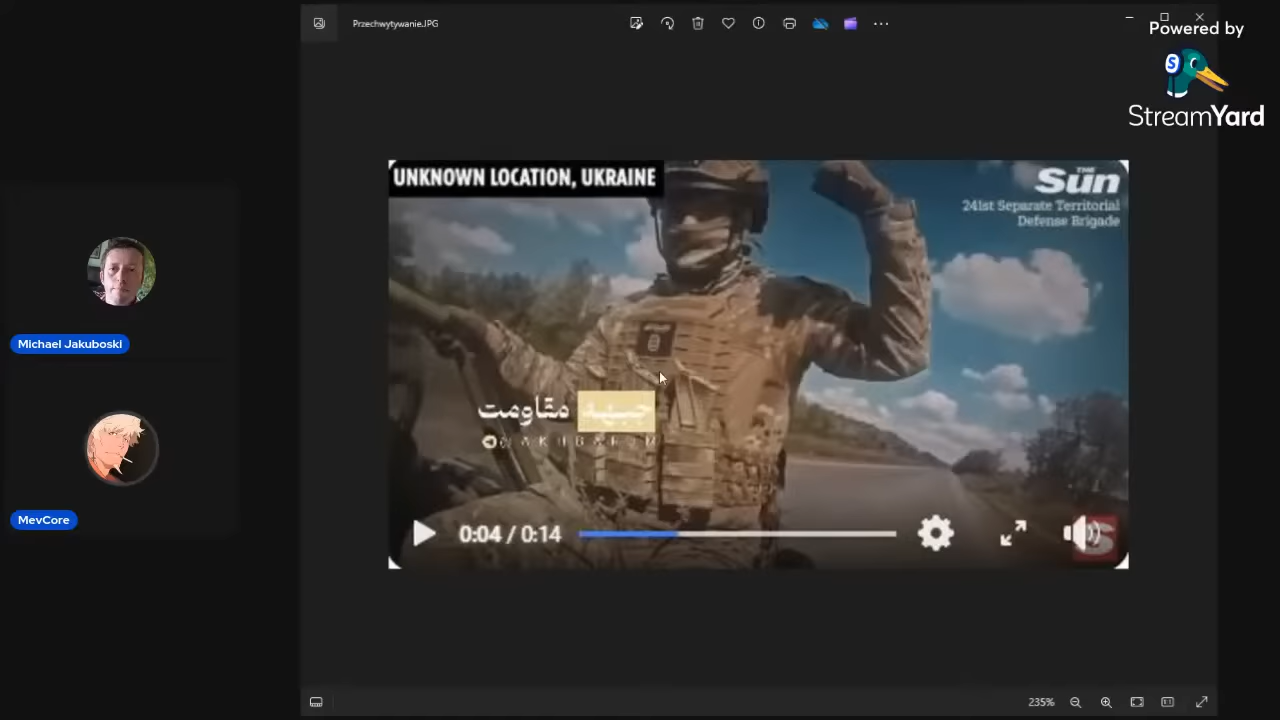 Przechwytywanie.JPG
Powered by
StreamYard
UNKNOWN LOCATION, UKRAINE
THE Sun
241st Separate Territorial
Defense Brigade
Michael Jakuboski
جبهه مقاومت
MevCore
0:04 / 0:14
235%